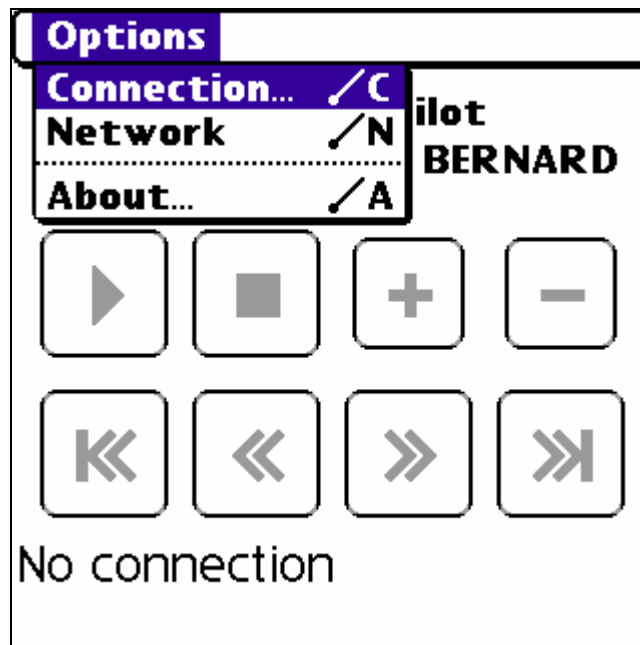 Options
Connection... /C
Network /N
About... /A
ilot
BERNARD
No connection